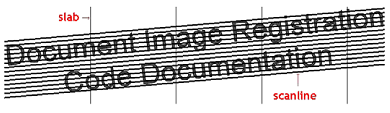 slab
Document Image Registration
Code Documentation
scanline